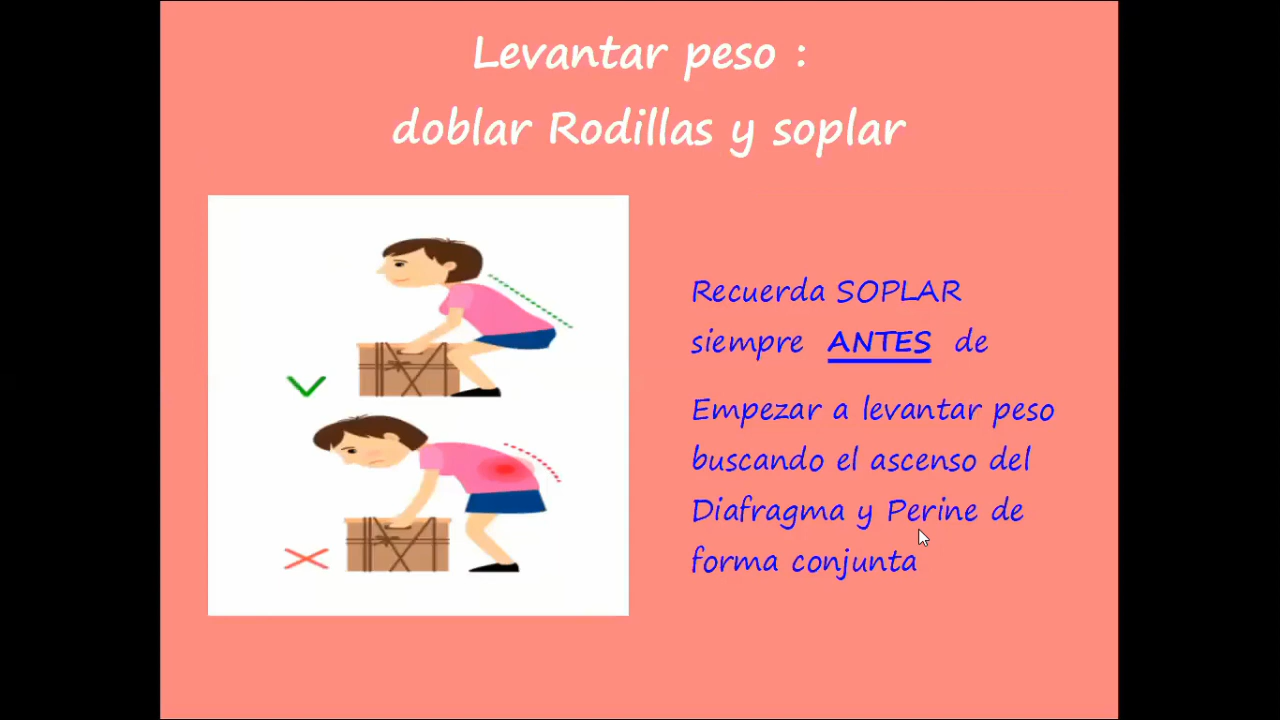 Levantar peso :
doblar Rodillas y soplar
Recuerda SOPLAR
siempre ANTES de
Empezar a levantar peso
buscando el ascenso del
Diafragma y Perine de
forma conjunta